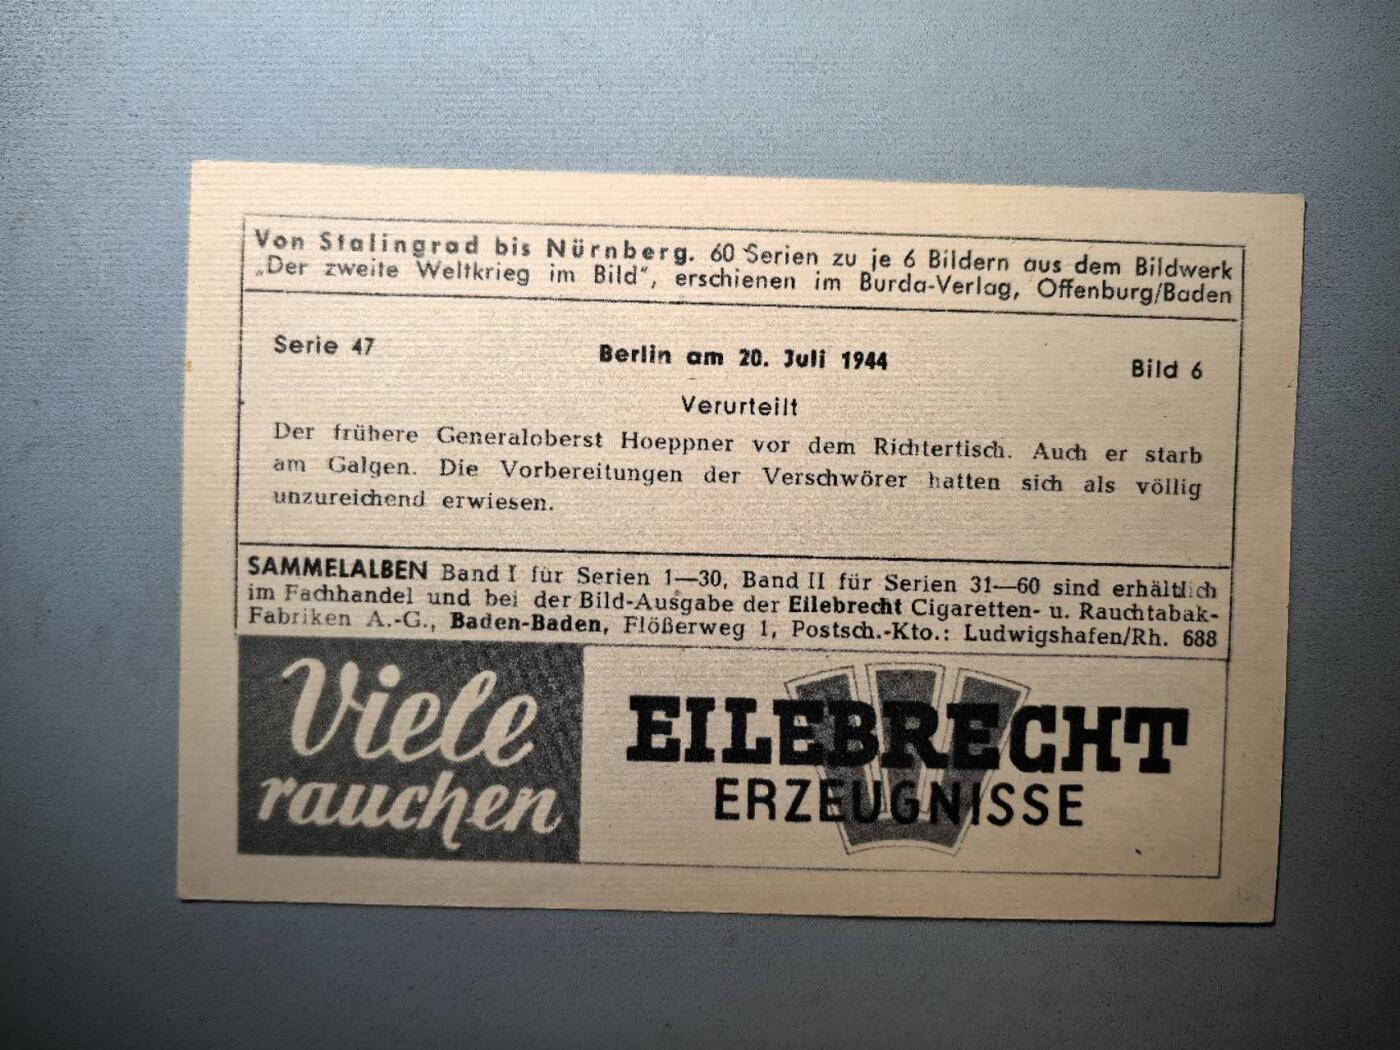 Von Stalingrad bis Nürnberg. 60 Serien zu je 6 Bildern aus dem Bildwerk
„Der zweite Weltkrieg im Bild“, erschienen im Burda-Verlag, Offenburg/Baden
Serie 47 Berlin am 20. Juli 1944 Bild 6
Verurteilt
Der frühere Generaloberst Hoeppner vor dem Richtertisch. Auch er starb
am Galgen. Die Vorbereitungen der Verschwörer hatten sich als völlig
unzureichend erwiesen.
SAMMELALBEN Band I für Serien 1—30, Band II für Serien 31—60 sind erhältlich
im Fachhandel und bei der Bild-Ausgabe der Eilebrecht Cigaretten- u. Rauchtabak-
Fabriken A.-G., Baden-Baden, Flößerweg 1, Postsch.-Kto.: Ludwigshafen/Rh. 688
Viele
rauchen
EILEBRECHT
ERZEUGNISSE